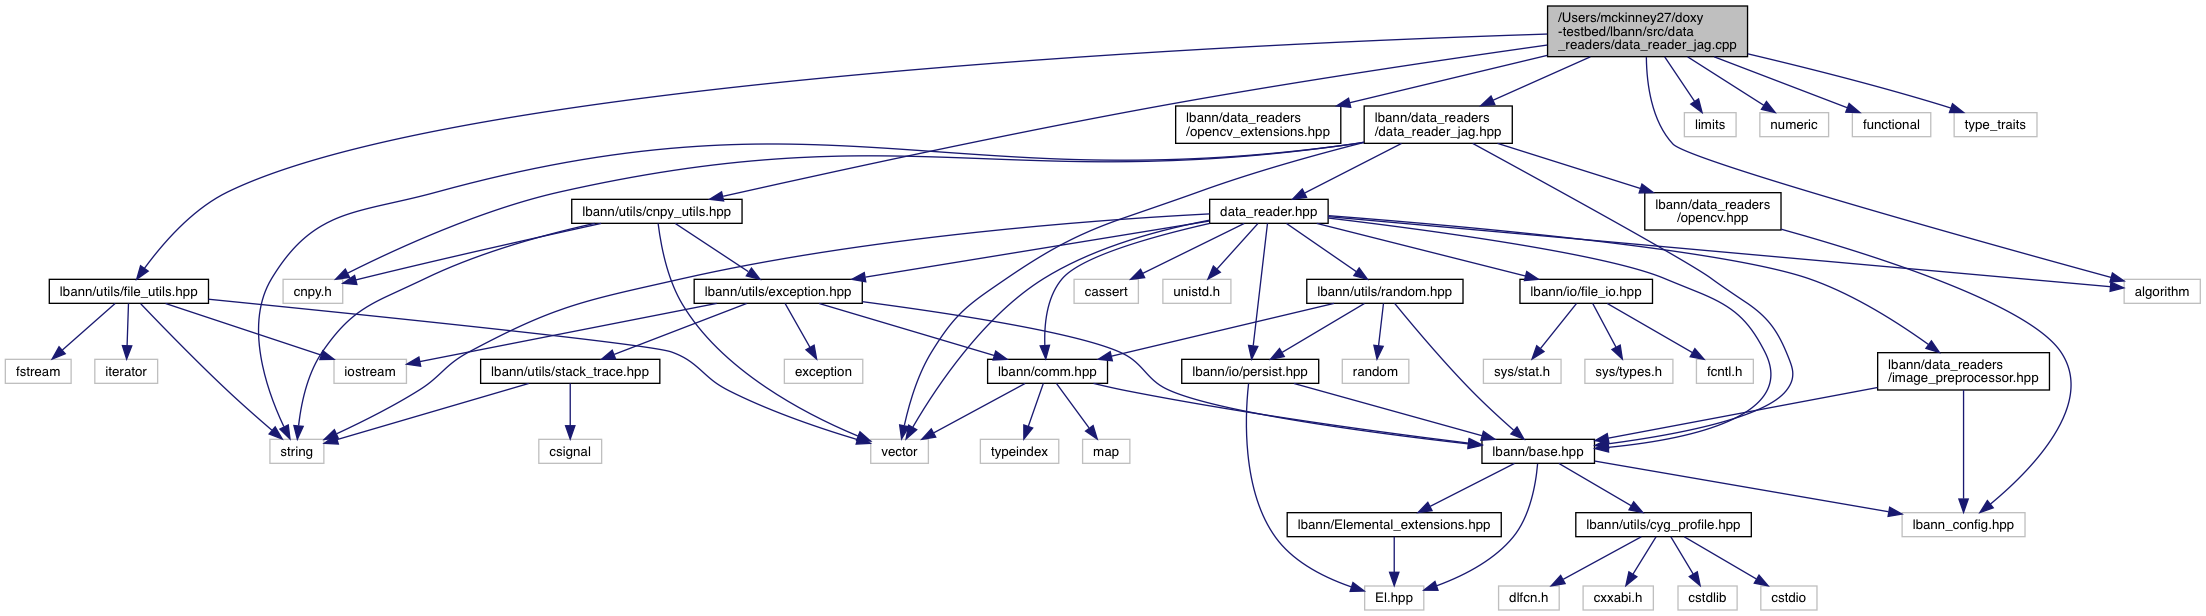 /Users/mckinney27/doxy
-testbed/lbann/src/data
_readers/data_reader_jag.cpp
lbann/data_readers
/opencv_extensions.hpp
lbann/data_readers
/data_reader_jag.hpp
limits
numeric
functional
type_traits
lbann/utils/cnpy_utils.hpp
data_reader.hpp
lbann/data_readers
/opencv.hpp
lbann/utils/file_utils.hpp
cnpy.h
lbann/utils/exception.hpp
cassert
unistd.h
lbann/utils/random.hpp
lbann/io/file_io.hpp
algorithm
fstream
iterator
iostream
lbann/utils/stack_trace.hpp
exception
lbann/comm.hpp
lbann/io/persist.hpp
random
sys/stat.h
sys/types.h
fcntl.h
lbann/data_readers
/image_preprocessor.hpp
string
csignal
vector
typeindex
map
lbann/base.hpp
lbann/Elemental_extensions.hpp
lbann/utils/cyg_profile.hpp
lbann_config.hpp
El.hpp
dlfcn.h
cxxabi.h
cstdlib
cstdio